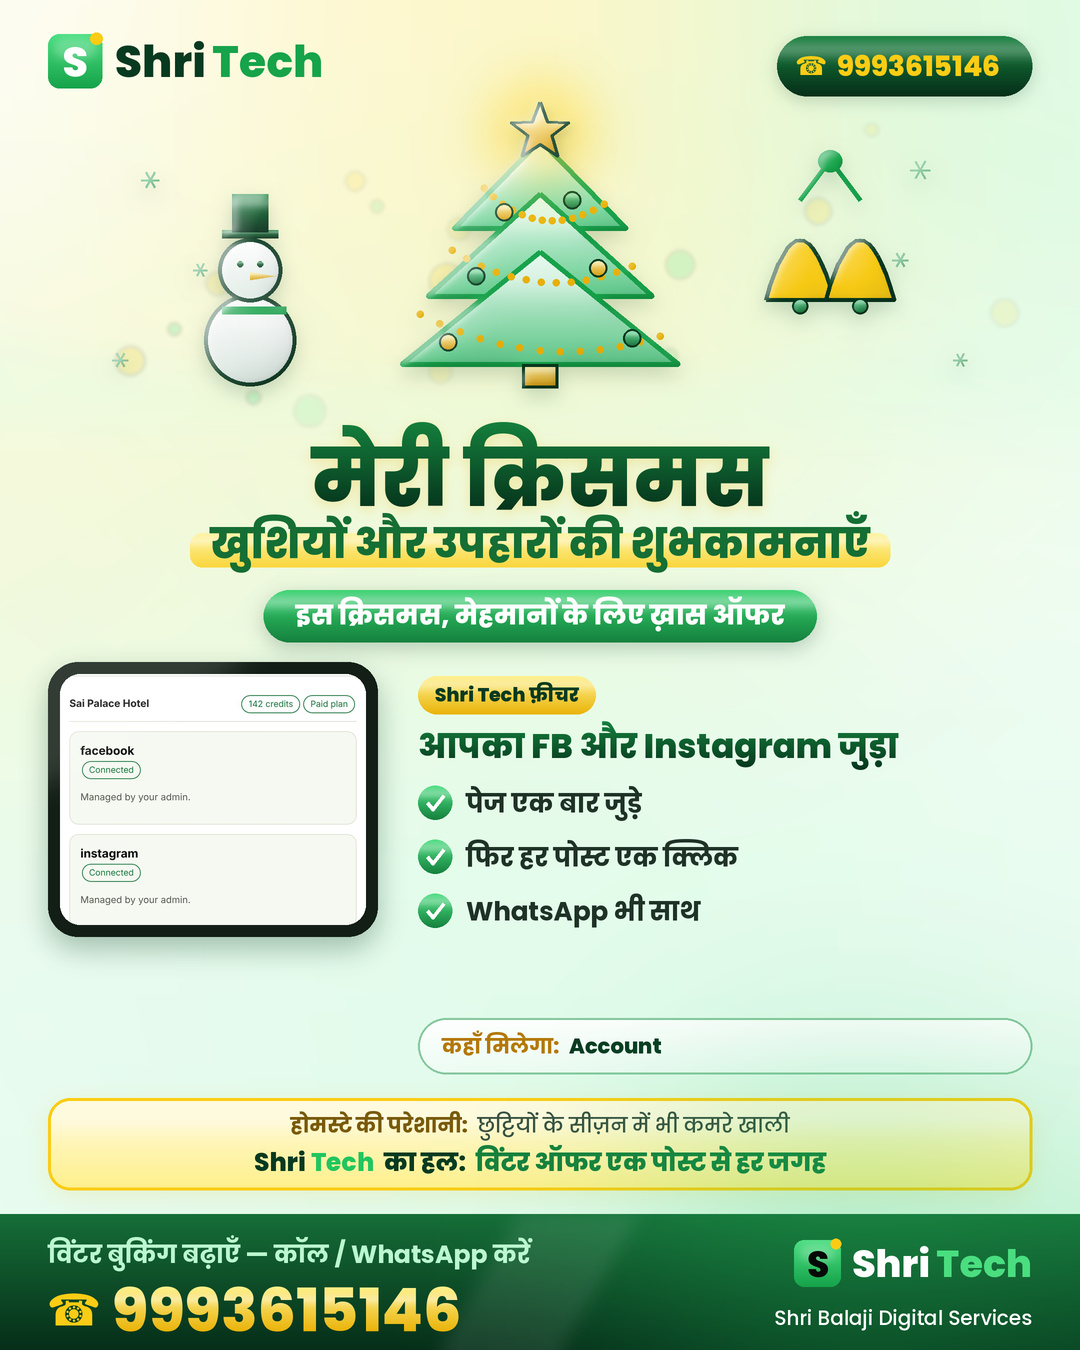 S Shri Tech
☎ 9993615146
मेरी क्रिसमस
खुशियों और उपहारों की शुभकामनाएँ
इस क्रिसमस, मेहमानों के लिए ख़ास ऑफर
Sai Palace Hotel
142 credits
Paid plan
facebook
Connected
Managed by your admin.
instagram
Connected
Managed by your admin.
Shri Tech फ़ीचर
आपका FB और Instagram जुड़ा
पेज एक बार जुड़े
फिर हर पोस्ट एक क्लिक
WhatsApp भी साथ
कहाँ मिलेगा: Account
होमस्टे की परेशानी: छुट्टियों के सीज़न में भी कमरे खाली
Shri Tech का हल: विंटर ऑफर एक पोस्ट से हर जगह
विंटर बुकिंग बढ़ाएँ — कॉल / WhatsApp करें
☎ 9993615146
S Shri Tech
Shri Balaji Digital Services